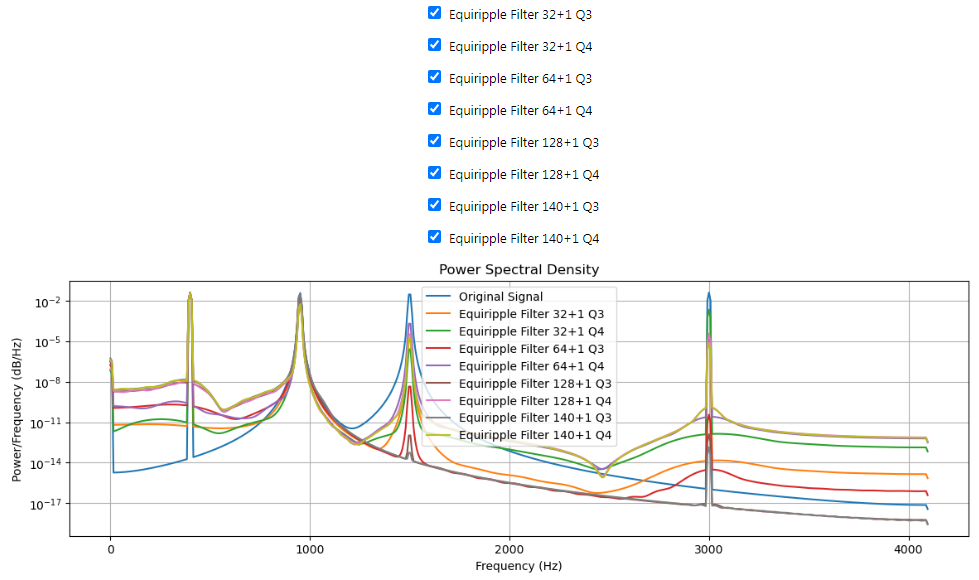 Equiripple Filter 32+1 Q3
Equiripple Filter 32+1 Q4
Equiripple Filter 64+1 Q3
Equiripple Filter 64+1 Q4
Equiripple Filter 128+1 Q3
Equiripple Filter 128+1 Q4
Equiripple Filter 140+1 Q3
Equiripple Filter 140+1 Q4
Power Spectral Density
Original Signal
Equiripple Filter 32+1 Q3
Equiripple Filter 32+1 Q4
Equiripple Filter 64+1 Q3
Equiripple Filter 64+1 Q4
Equiripple Filter 128+1 Q3
Equiripple Filter 128+1 Q4
Equiripple Filter 140+1 Q3
Equiripple Filter 140+1 Q4
Power/Frequency (dB/Hz)
10⁻²
10⁻⁵
10⁻⁸
10⁻¹¹
10⁻¹⁴
10⁻¹⁷
0 1000 2000 3000 4000
Frequency (Hz)